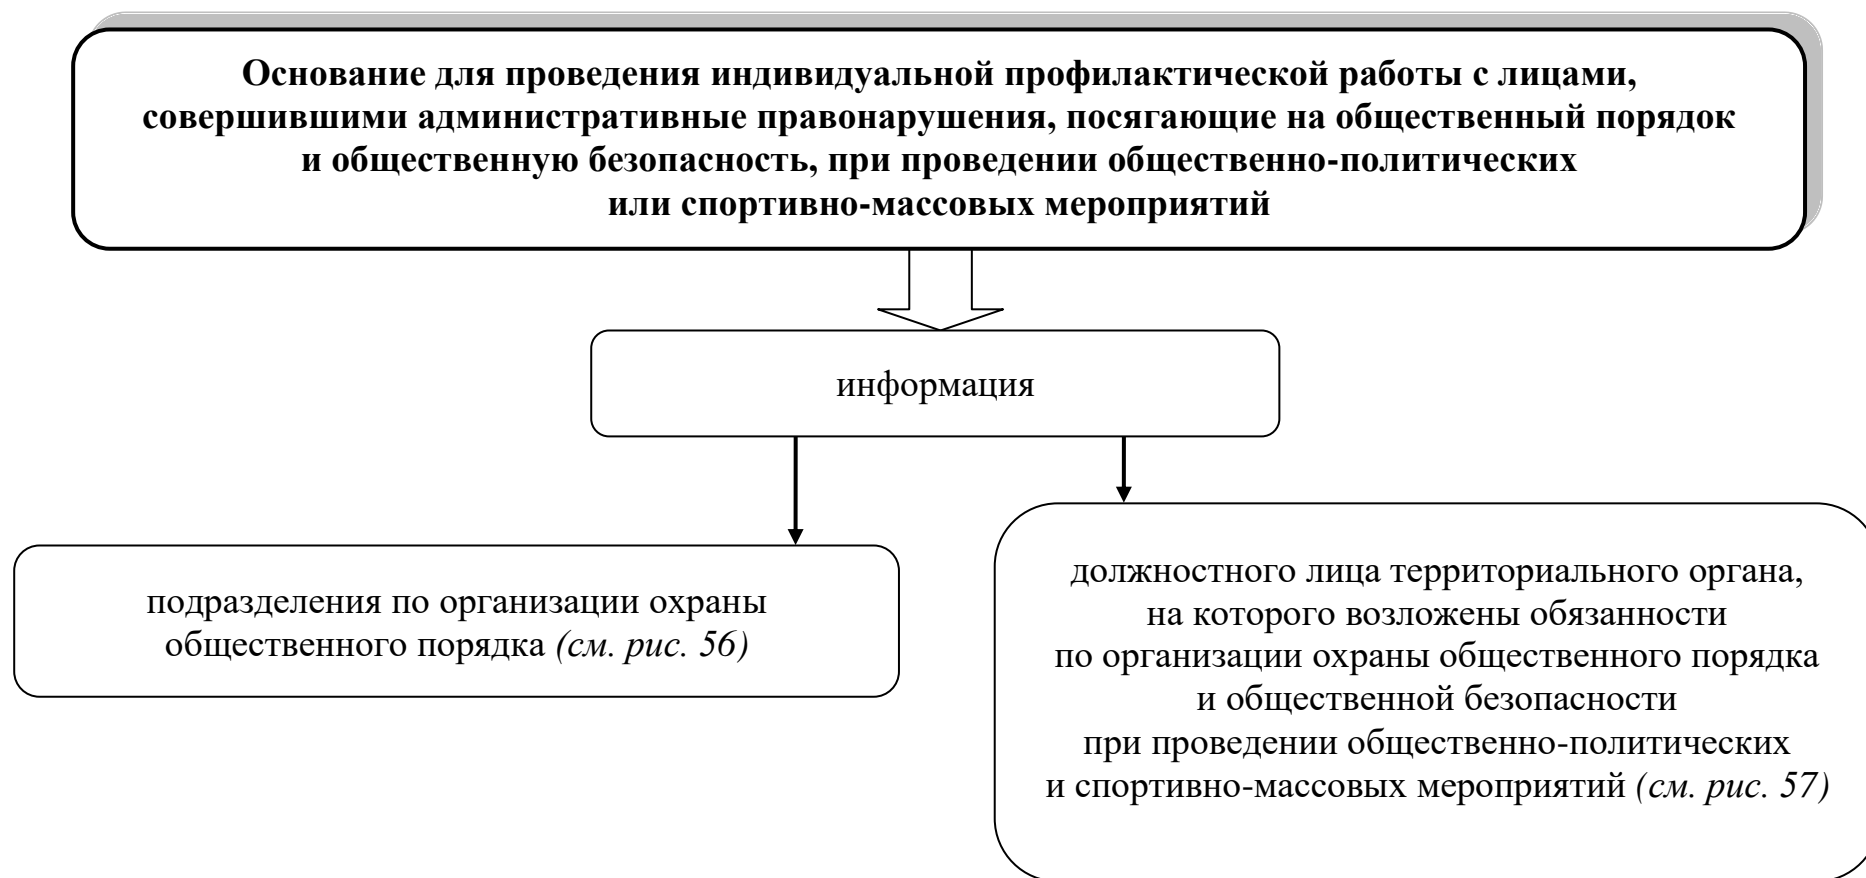 Основание для проведения индивидуальной профилактической работы с лицами,
совершившими административные правонарушения, посягающие на общественный порядок
и общественную безопасность, при проведении общественно-политических
или спортивно-массовых мероприятий
информация
подразделения по организации охраны
общественного порядка (см. рис. 56)
должностного лица территориального органа,
на которого возложены обязанности
по организации охраны общественного порядка
и общественной безопасности
при проведении общественно-политических
и спортивно-массовых мероприятий (см. рис. 57)